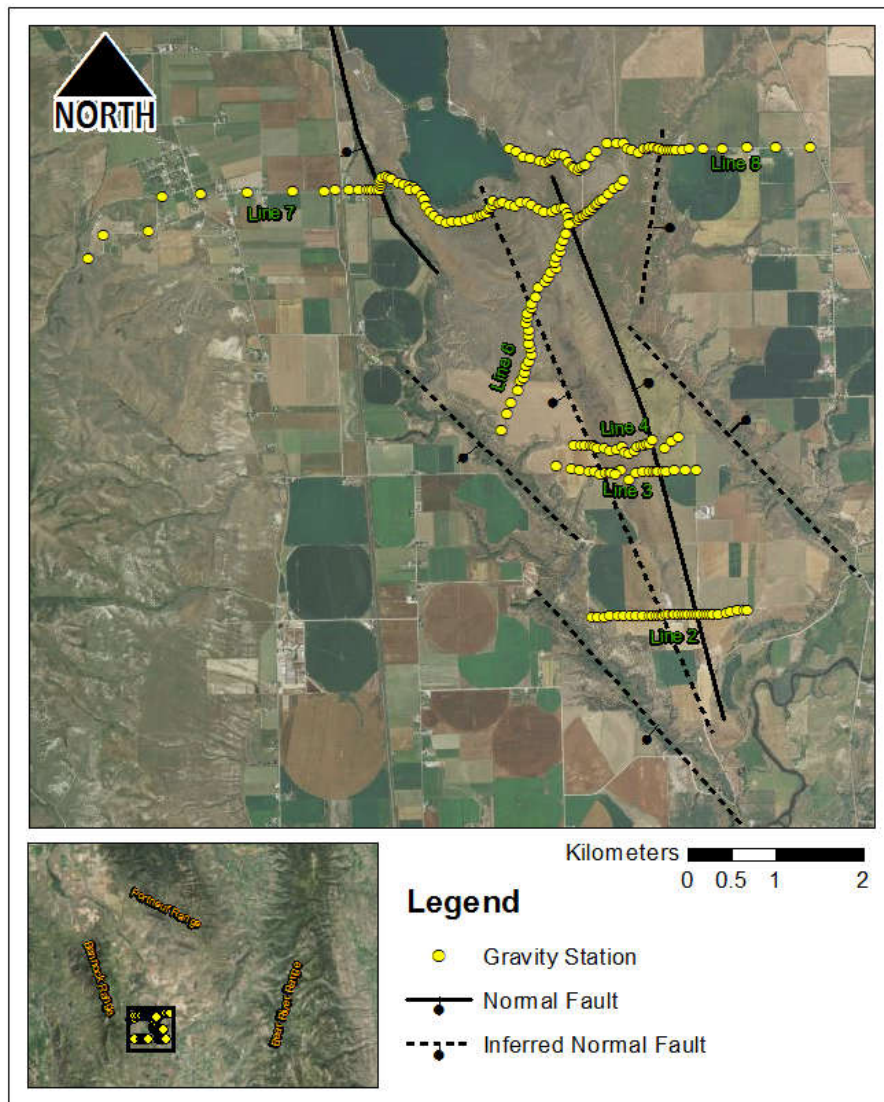 NORTH
Line 8
Line 7
Line 6
Line 4
Line 3
Line 2
Kilometers
0 0.5 1 2
Legend
Gravity Station
Normal Fault
Inferred Normal Fault
Portneuf Range
Bannock Range
Bear River Range